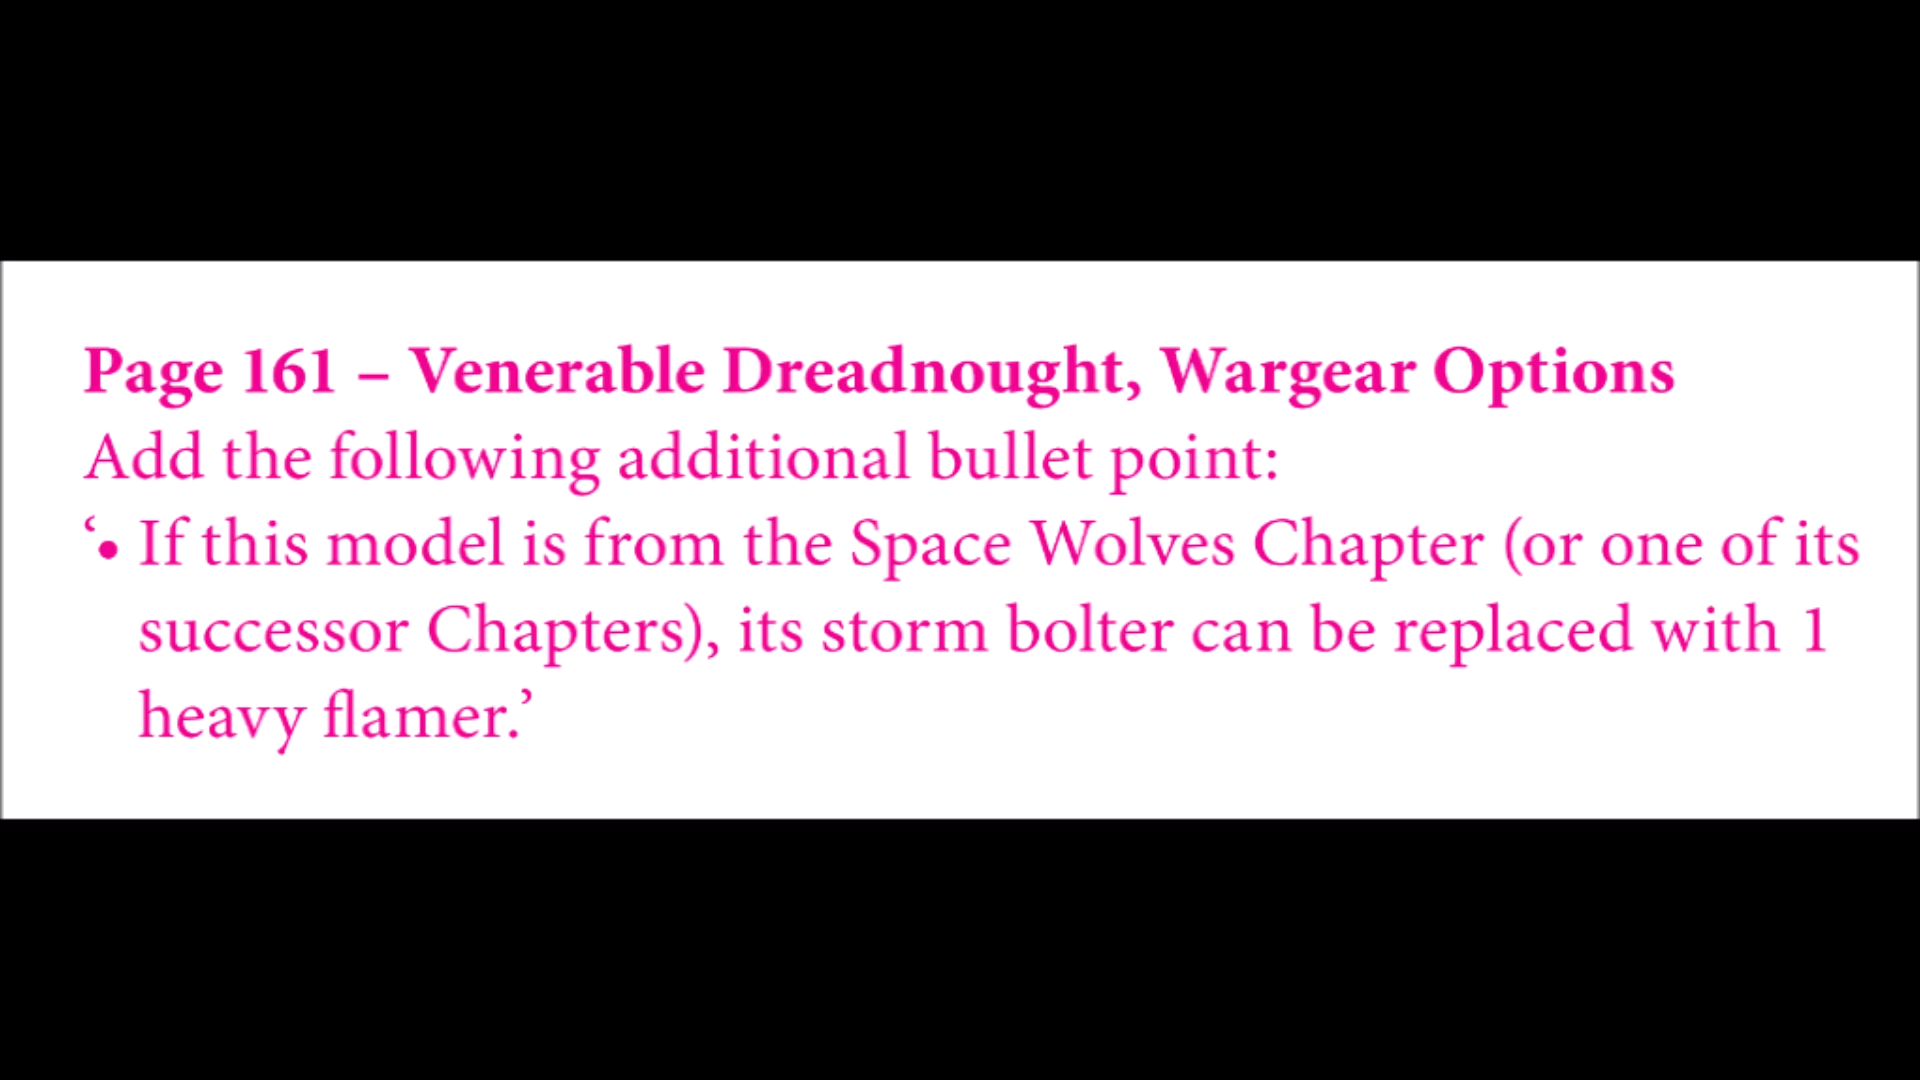 Page 161 – Venerable Dreadnought, Wargear Options
Add the following additional bullet point:
‘• If this model is from the Space Wolves Chapter (or one of its
successor Chapters), its storm bolter can be replaced with 1
heavy flamer.’